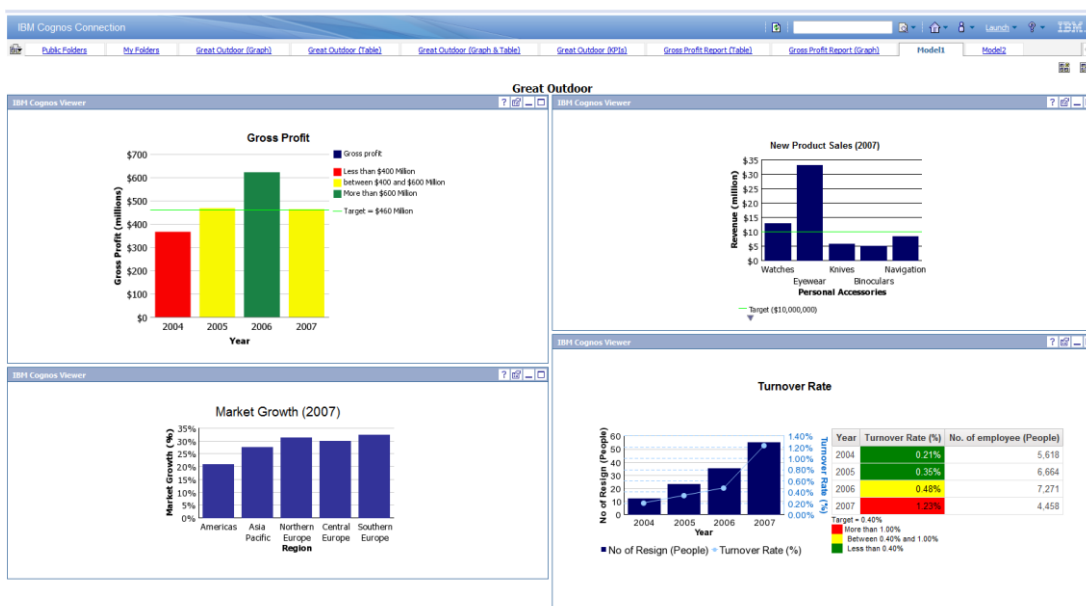 IBM Cognos Connection
Launch
IBM
Public Folders
My Folders
Great Outdoor (Graph)
Great Outdoor (Table)
Great Outdoor (Graph & Table)
Great Outdoor (KPIs)
Gross Profit Report (Table)
Gross Profit Report (Graph)
Model1
Model2
Great Outdoor
IBM Cognos Viewer
Gross Profit
Gross Profit (millions)
$700
$600
$500
$400
$300
$200
$100
$0
2004 2005 2006 2007
Year
Gross profit
Less than $400 Million
between $400 and $600 Million
More than $600 Million
Target = $460 Million
IBM Cognos Viewer
New Product Sales (2007)
Revenue (million)
$35
$30
$25
$20
$15
$10
$5
$0
Watches Knives Navigation
Eyewear Binoculars
Personal Accessories
Target ($10,000,000)
IBM Cognos Viewer
Market Growth (2007)
Market Growth (%)
35%
30%
25%
20%
15%
10%
5%
0%
Americas Asia Northern Central Southern
Pacific Europe Europe Europe
Region
IBM Cognos Viewer
Turnover Rate
No of Resign (People)
60
50
40
30
20
10
0
2004 2005 2006 2007
Year
1.40%
1.20%
1.00%
0.80%
0.60%
0.40%
0.20%
0.00%
Turnover Rate (%)
No of Resign (People) Turnover Rate (%)
Year Turnover Rate (%) No. of employee (People)
2004 0.21% 5,618
2005 0.35% 6,664
2006 0.48% 7,271
2007 1.23% 4,458
Target = 0.40%
More than 1.00%
Between 0.40% and 1.00%
Less than 0.40%